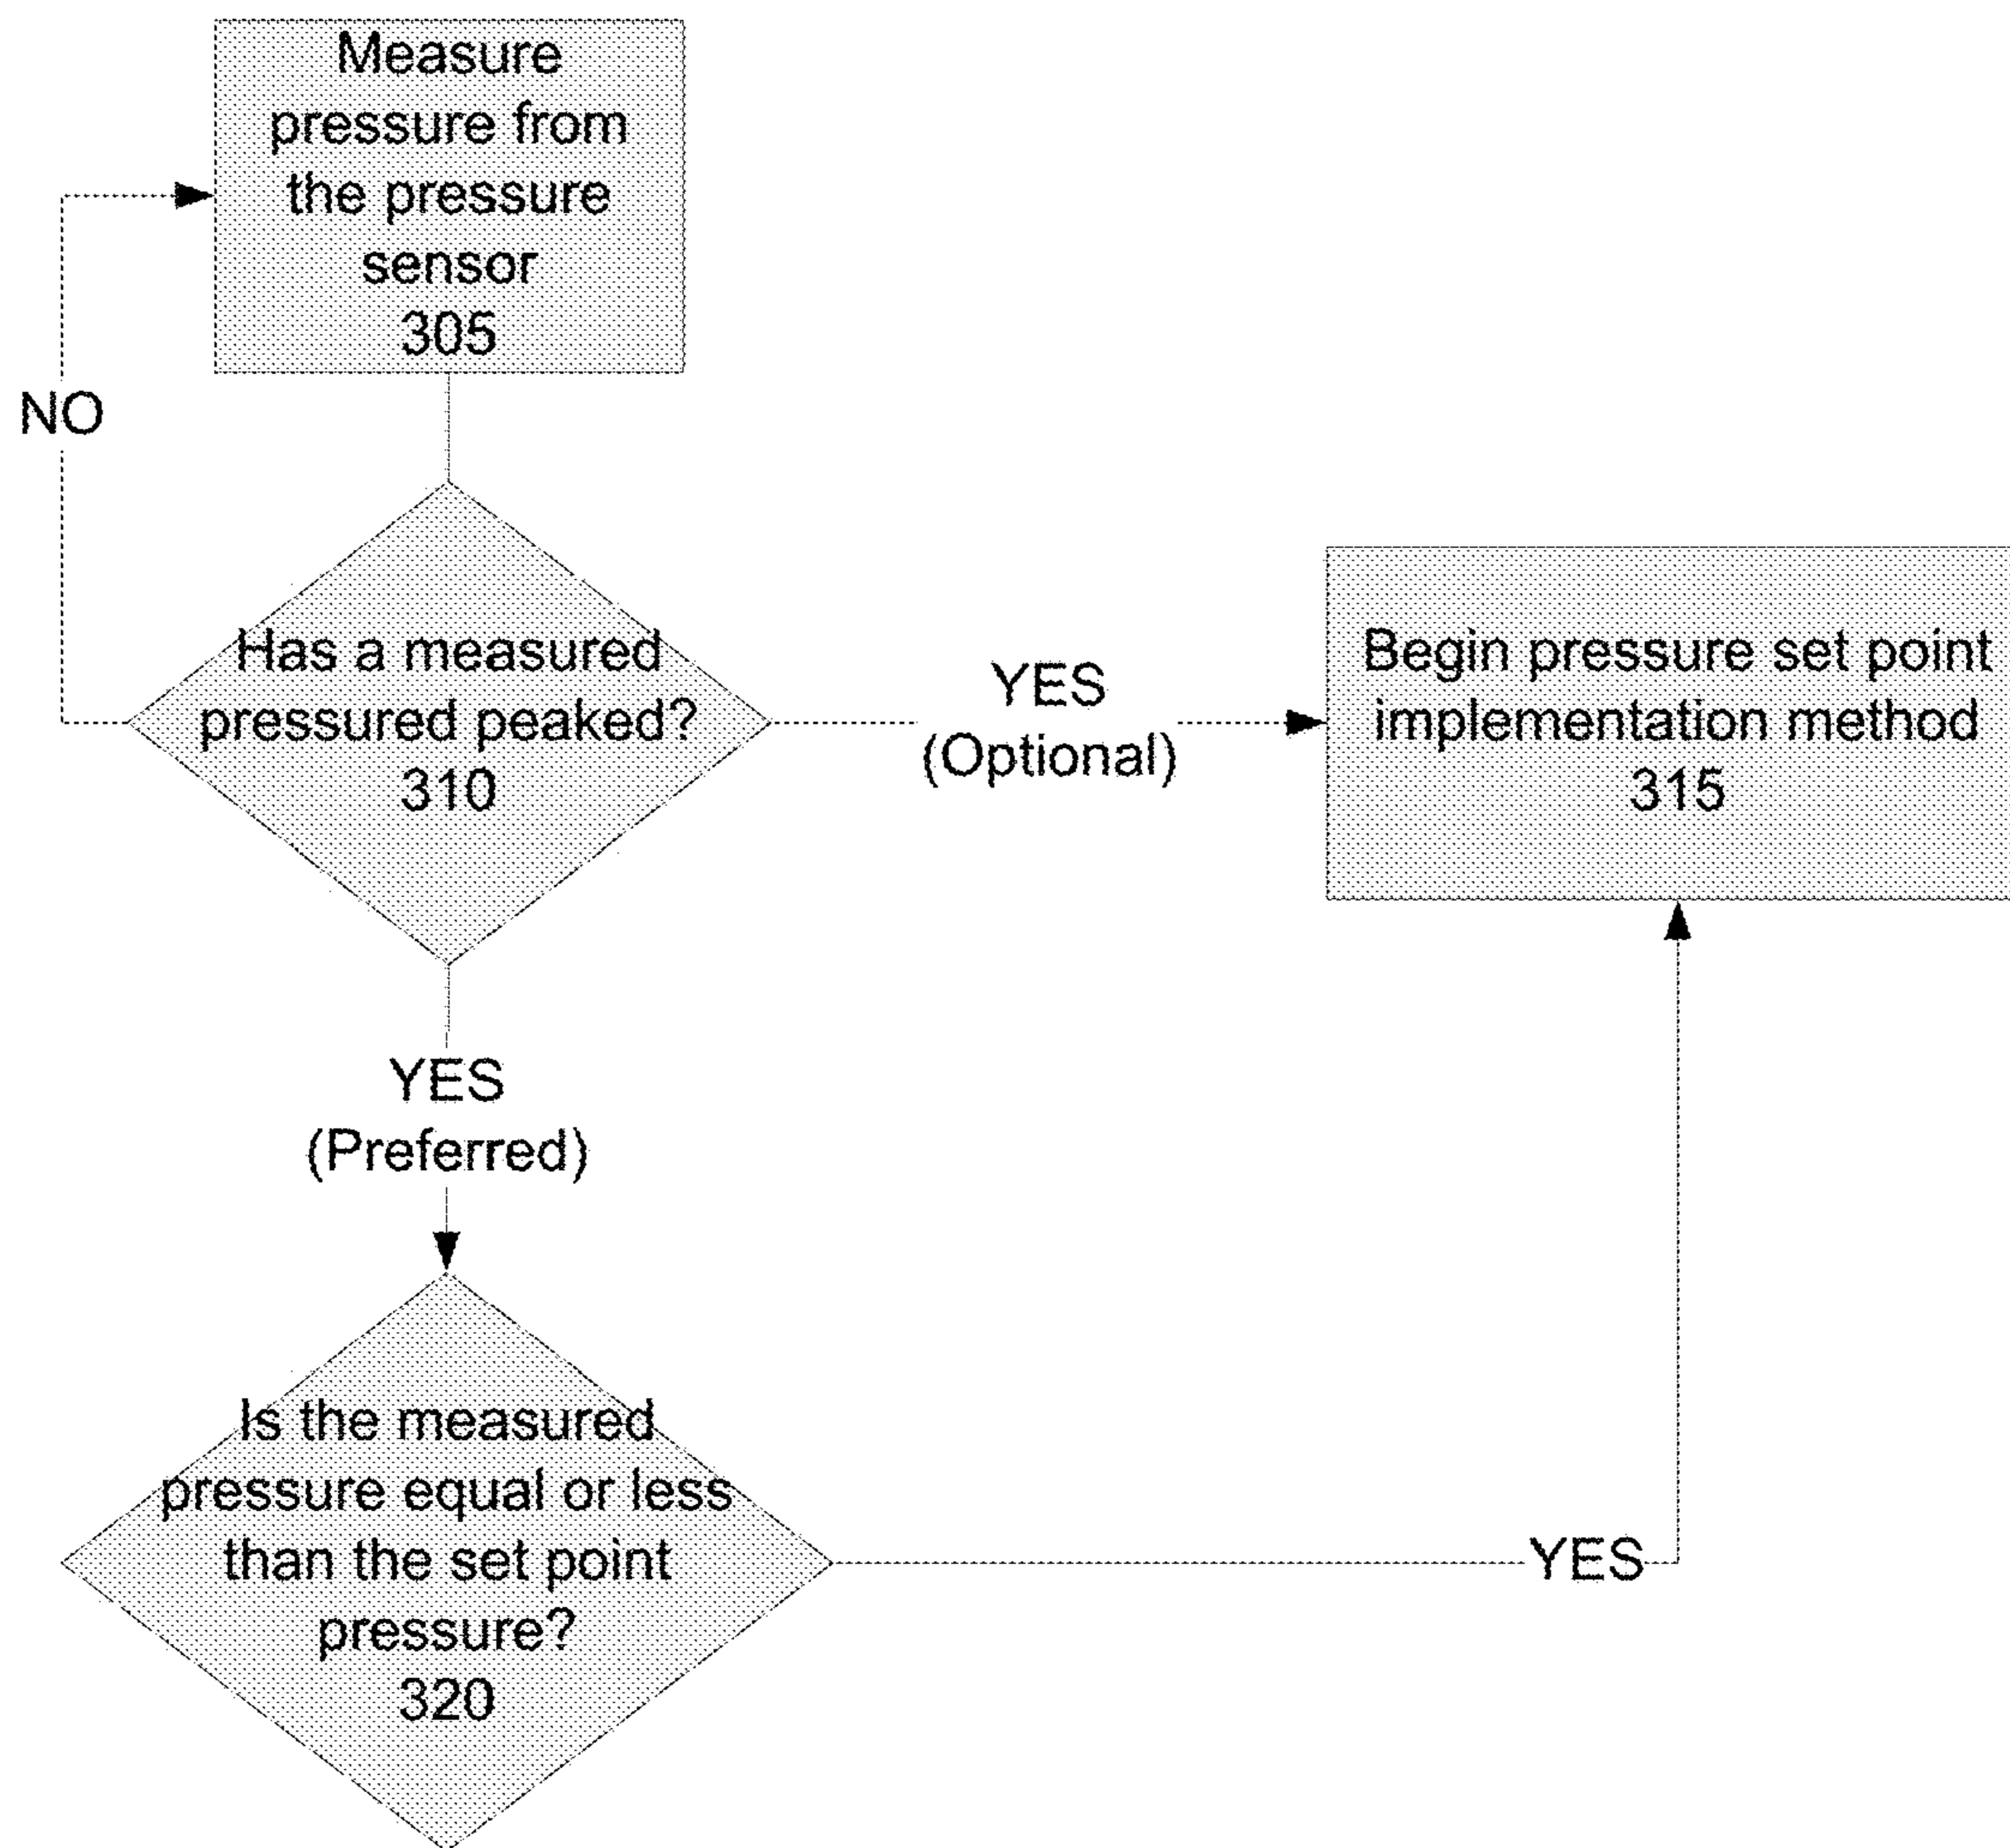 Measure
pressure from
the pressure
sensor
305
NO
Has a measured
pressured peaked?
310
YES
(Optional)
Begin pressure set point
implementation method
315
YES
(Preferred)
Is the measured
pressure equal or less
than the set point
pressure?
320
YES